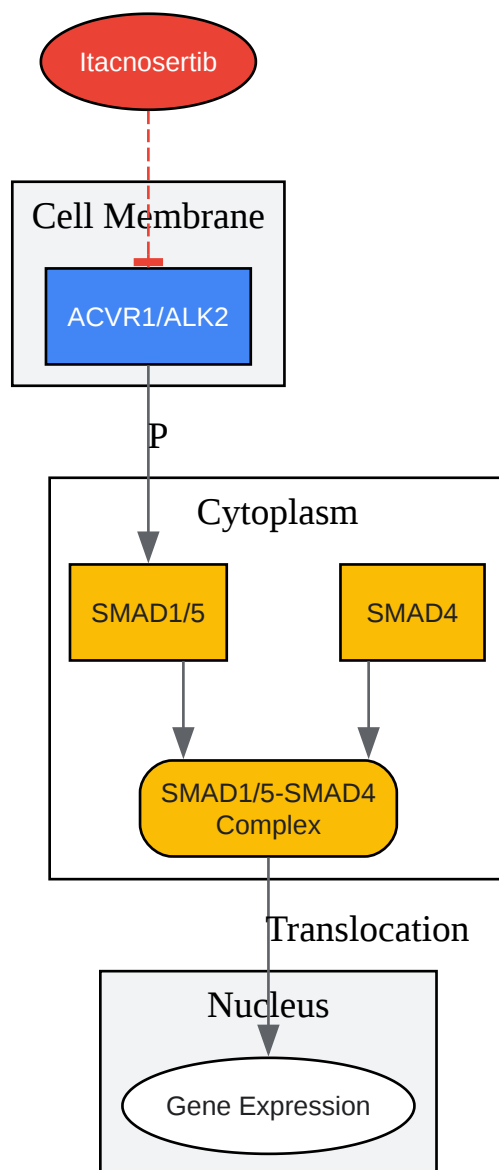 Itacnosertib
Cell Membrane
ACVR1/ALK2
P
Cytoplasm
SMAD1/5
SMAD4
SMAD1/5-SMAD4
Complex
Translocation
Nucleus
Gene Expression